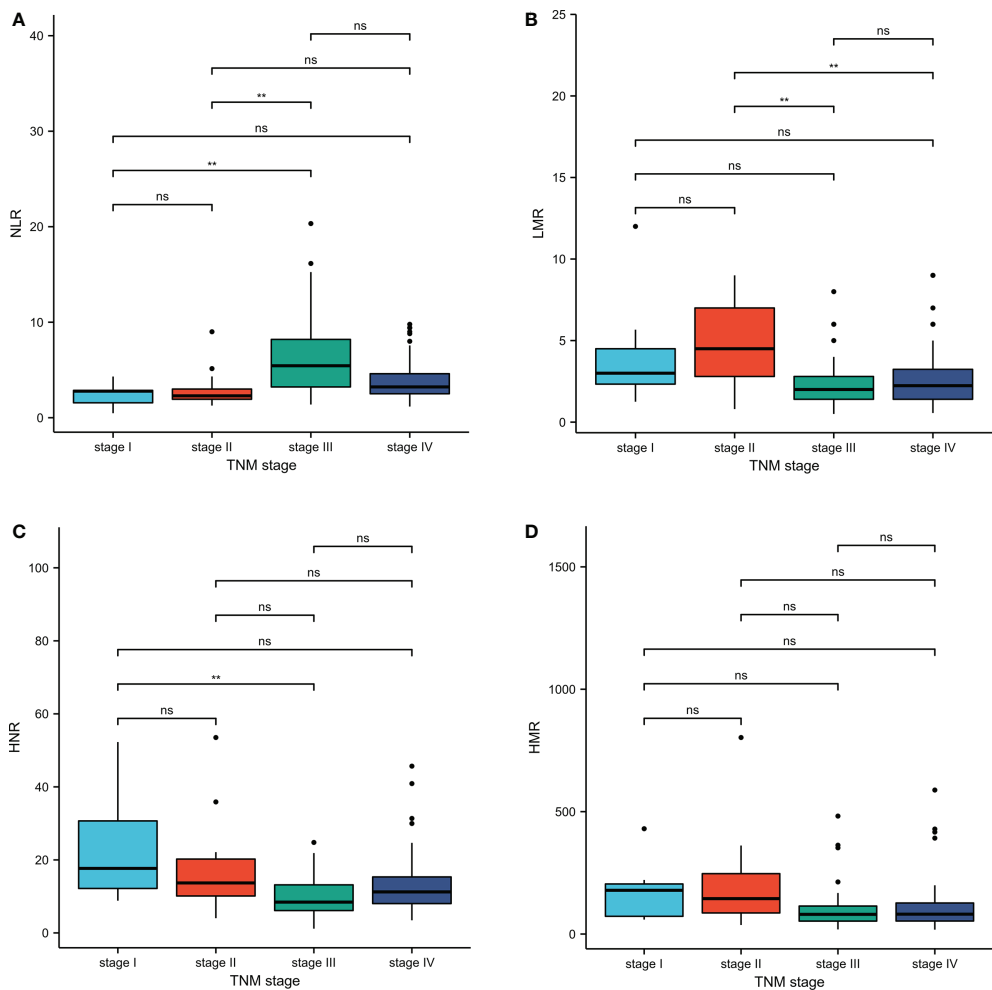 A
NLR
40
30
20
10
0
ns
ns
**
ns
**
ns
stage I stage II stage III stage IV
TNM stage
B
LMR
25
20
15
10
5
0
ns
**
**
ns
ns
ns
stage I stage II stage III stage IV
TNM stage
C
HNR
100
80
60
40
20
0
ns
ns
ns
ns
**
ns
stage I stage II stage III stage IV
TNM stage
D
HMR
1500
1000
500
0
ns
ns
ns
ns
ns
ns
stage I stage II stage III stage IV
TNM stage